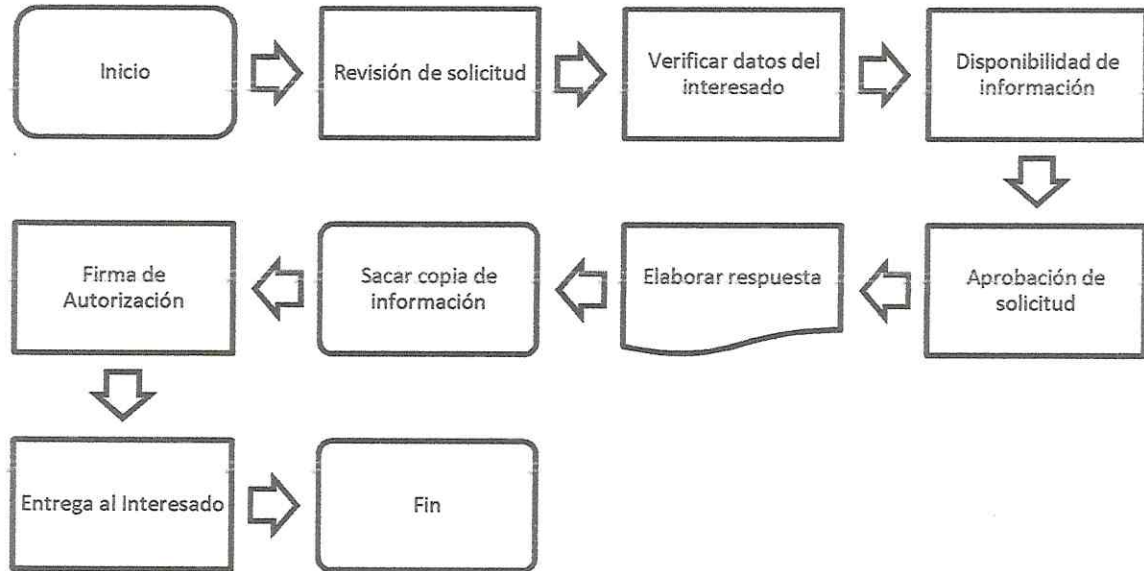 Inicio
Revisión de solicitud
Verificar datos del
interesado
Disponibilidad de
información
Aprobación de
solicitud
Elaborar respuesta
Sacar copia de
información
Firma de
Autorización
Entrega al Interesado
Fin